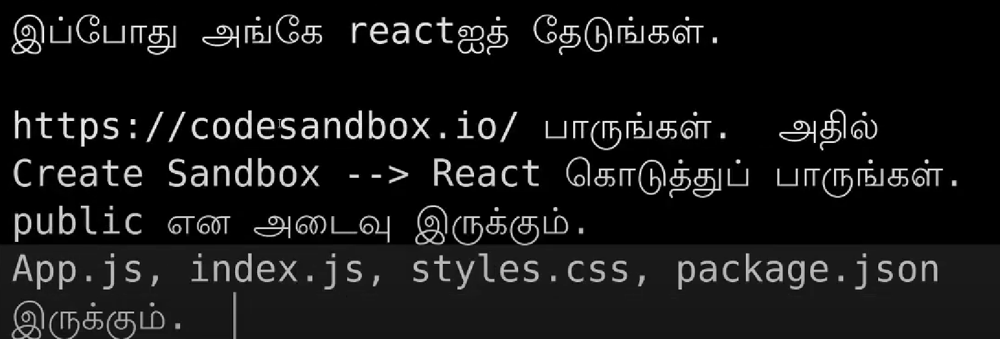 இப்போது அங்கே reactஐத் தேடுங்கள்.
https://codesandbox.io/ பாருங்கள். அதில்
Create Sandbox --> React கொடுத்துப் பாருங்கள்.
public என அடைவு இருக்கும்.
App.js, index.js, styles.css, package.json
இருக்கும்.